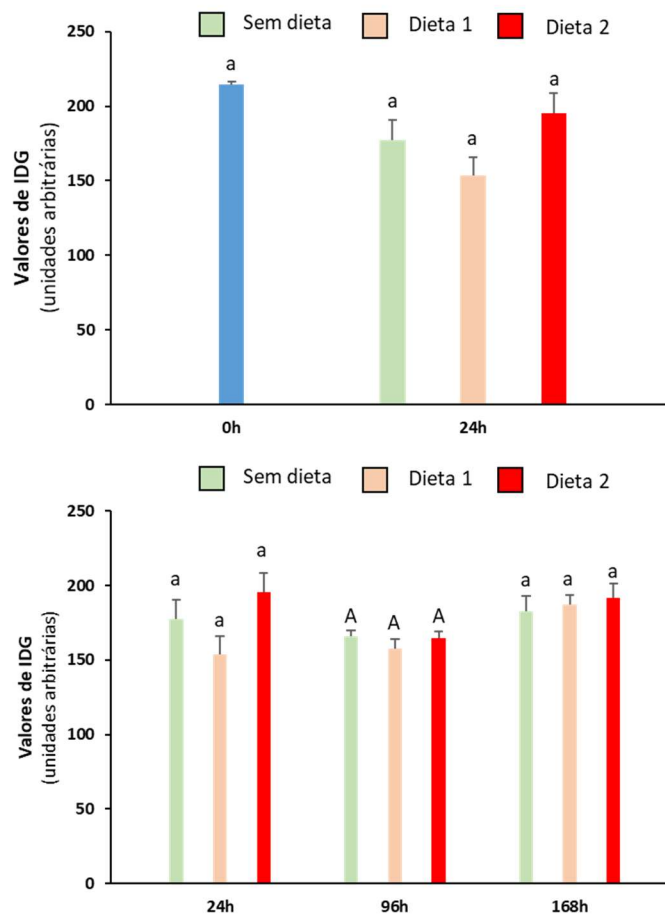 Sem dieta Dieta 1 Dieta 2
Valores de IDG
(unidades arbitrárias)
250
200
150
100
50
0
a
a
a
a
0h 24h
Sem dieta Dieta 1 Dieta 2
Valores de IDG
(unidades arbitrárias)
250
200
150
100
50
0
a a a
A A A
a a a
24h 96h 168h